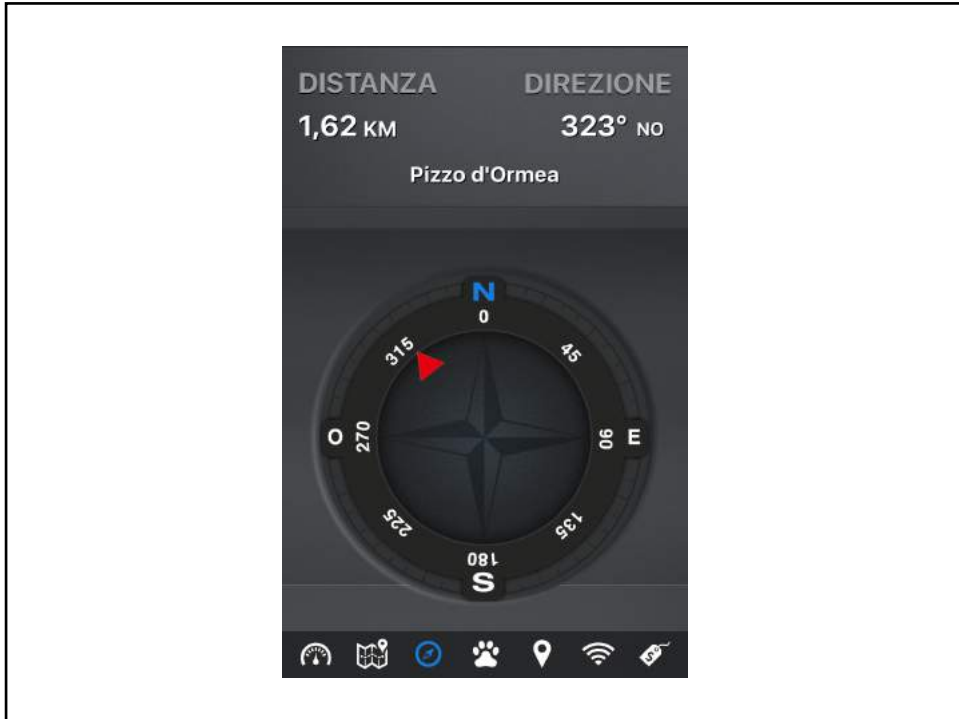 DISTANZA DIREZIONE
1,62 KM 323° NO
Pizzo d'Ormea
N
0
315 45
O 270 90 E
225 135
180
S